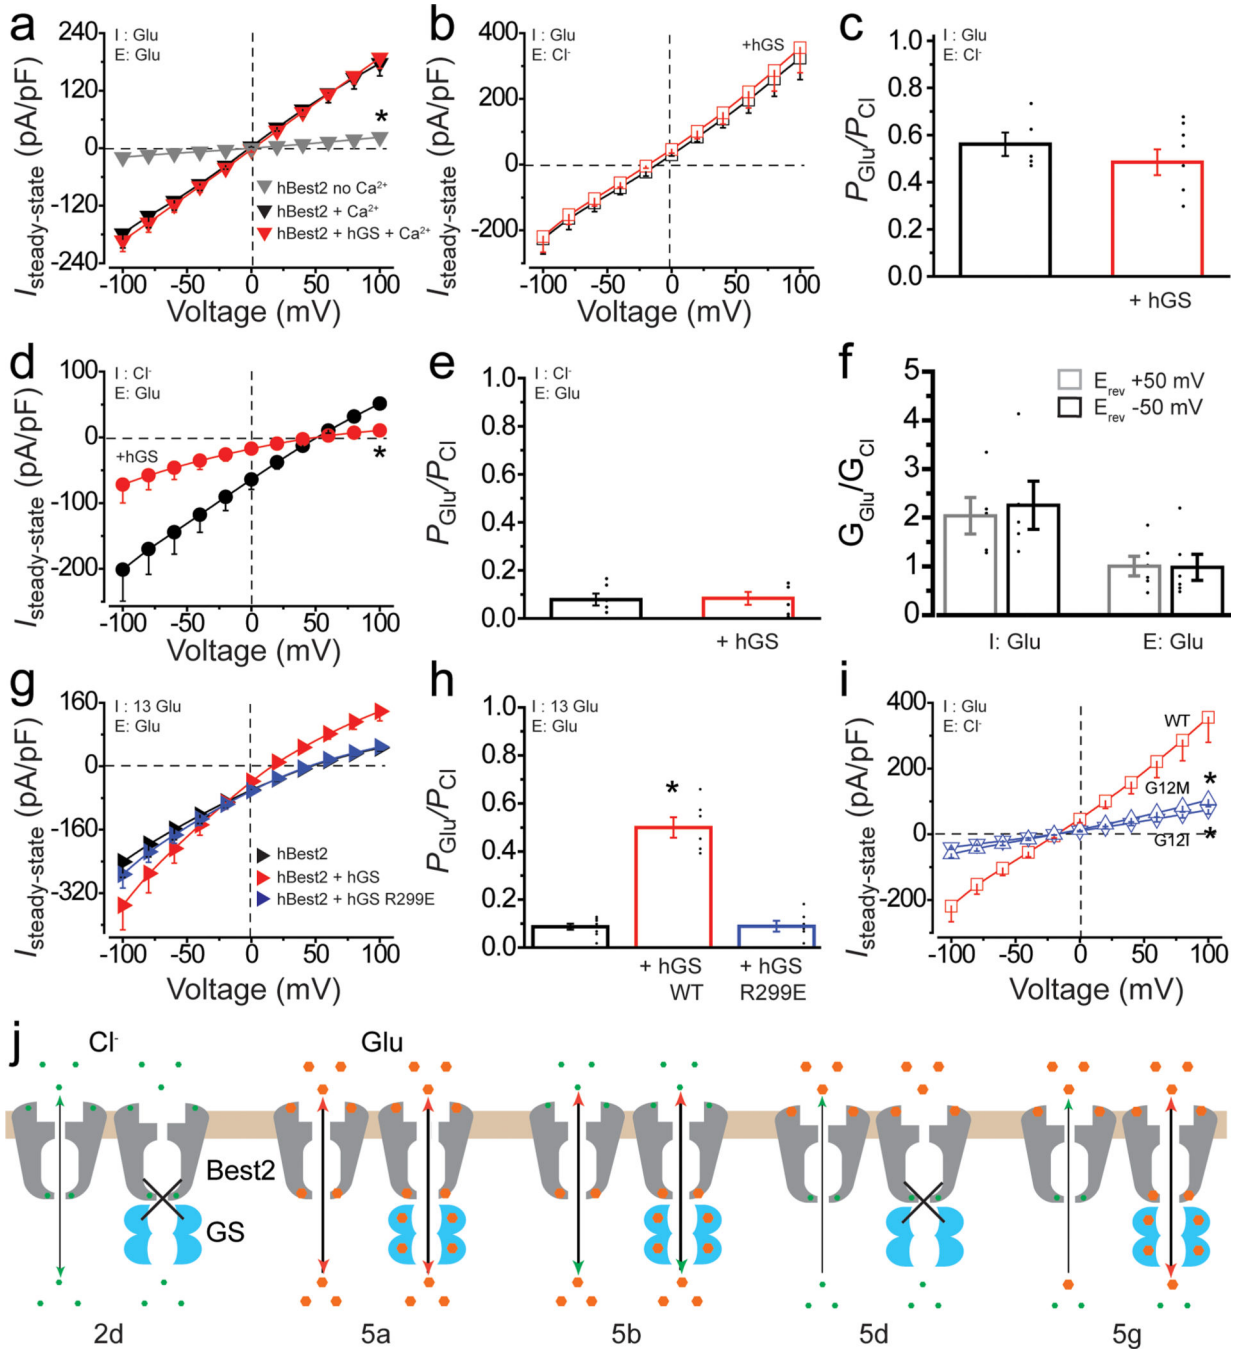 a
I : Glu
E: Glu
240
120
0
-120
-240
*
hBest2 no Ca²⁺
hBest2 + Ca²⁺
hBest2 + hGS + Ca²⁺
I steady-state (pA/pF)
-100 -50 0 50 100
Voltage (mV)
b
I : Glu
E: Cl⁻
400
200
0
-200
+hGS
I steady-state (pA/pF)
-100 -50 0 50 100
Voltage (mV)
c
I : Glu
E: Cl⁻
1.0
0.8
0.6
0.4
0.2
0.0
PGlu/PCl
+ hGS
d
I : Cl⁻
E: Glu
100
0
-100
-200
+hGS
*
I steady-state (pA/pF)
-100 -50 0 50 100
Voltage (mV)
e
I : Cl⁻
E: Glu
1.0
0.8
0.6
0.4
0.2
0.0
PGlu/PCl
+ hGS
f
5
4
3
2
1
0
Erev +50 mV
Erev -50 mV
GGlu/GCl
I: Glu E: Glu
g
I : 13 Glu
E: Glu
160
0
-160
-320
hBest2
hBest2 + hGS
hBest2 + hGS R299E
I steady-state (pA/pF)
-100 -50 0 50 100
Voltage (mV)
h
I : 13 Glu
E: Glu
1.0
0.8
0.6
0.4
0.2
0.0
*
PGlu/PCl
+ hGS + hGS
WT R299E
i
I : Glu
E: Cl⁻
400
200
0
-200
WT
*
G12M
G12I
*
I steady-state (pA/pF)
-100 -50 0 50 100
Voltage (mV)
j
Cl⁻ Glu
Best2
GS
2d 5a 5b 5d 5g